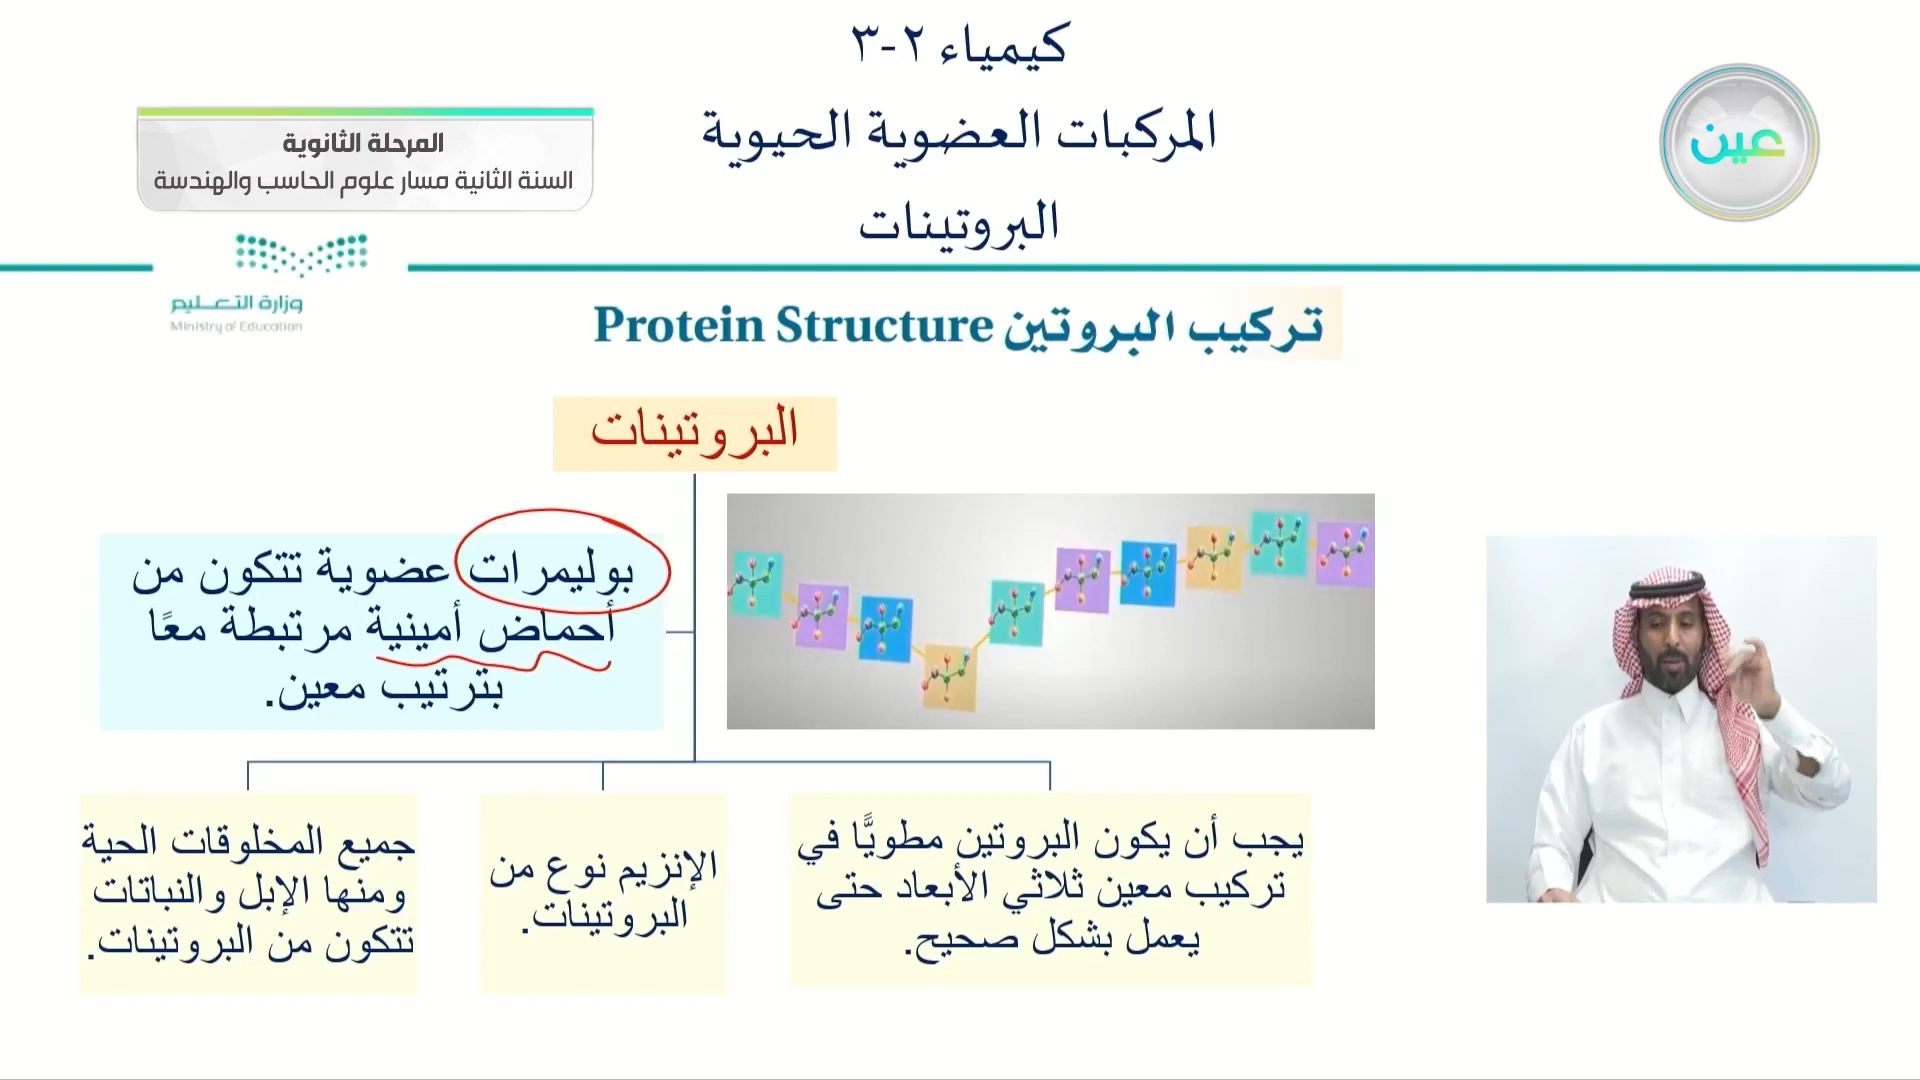 كيمياء ٢-٣
المركبات العضوية الحيوية
البروتينات
عين
المرحلة الثانوية
السنة الثانية مسار علوم الحاسب والهندسة
وزارة التعليم
Ministry of Education
تركيب البروتين Protein Structure
البروتينات
بوليمرات عضوية تتكون من
أحماض أمينية مرتبطة معًا
بترتيب معين.
يجب أن يكون البروتين مطويًّا في
تركيب معين ثلاثي الأبعاد حتى
يعمل بشكل صحيح.
الإنزيم نوع من
البروتينات.
جميع المخلوقات الحية
ومنها الإبل والنباتات
تتكون من البروتينات.